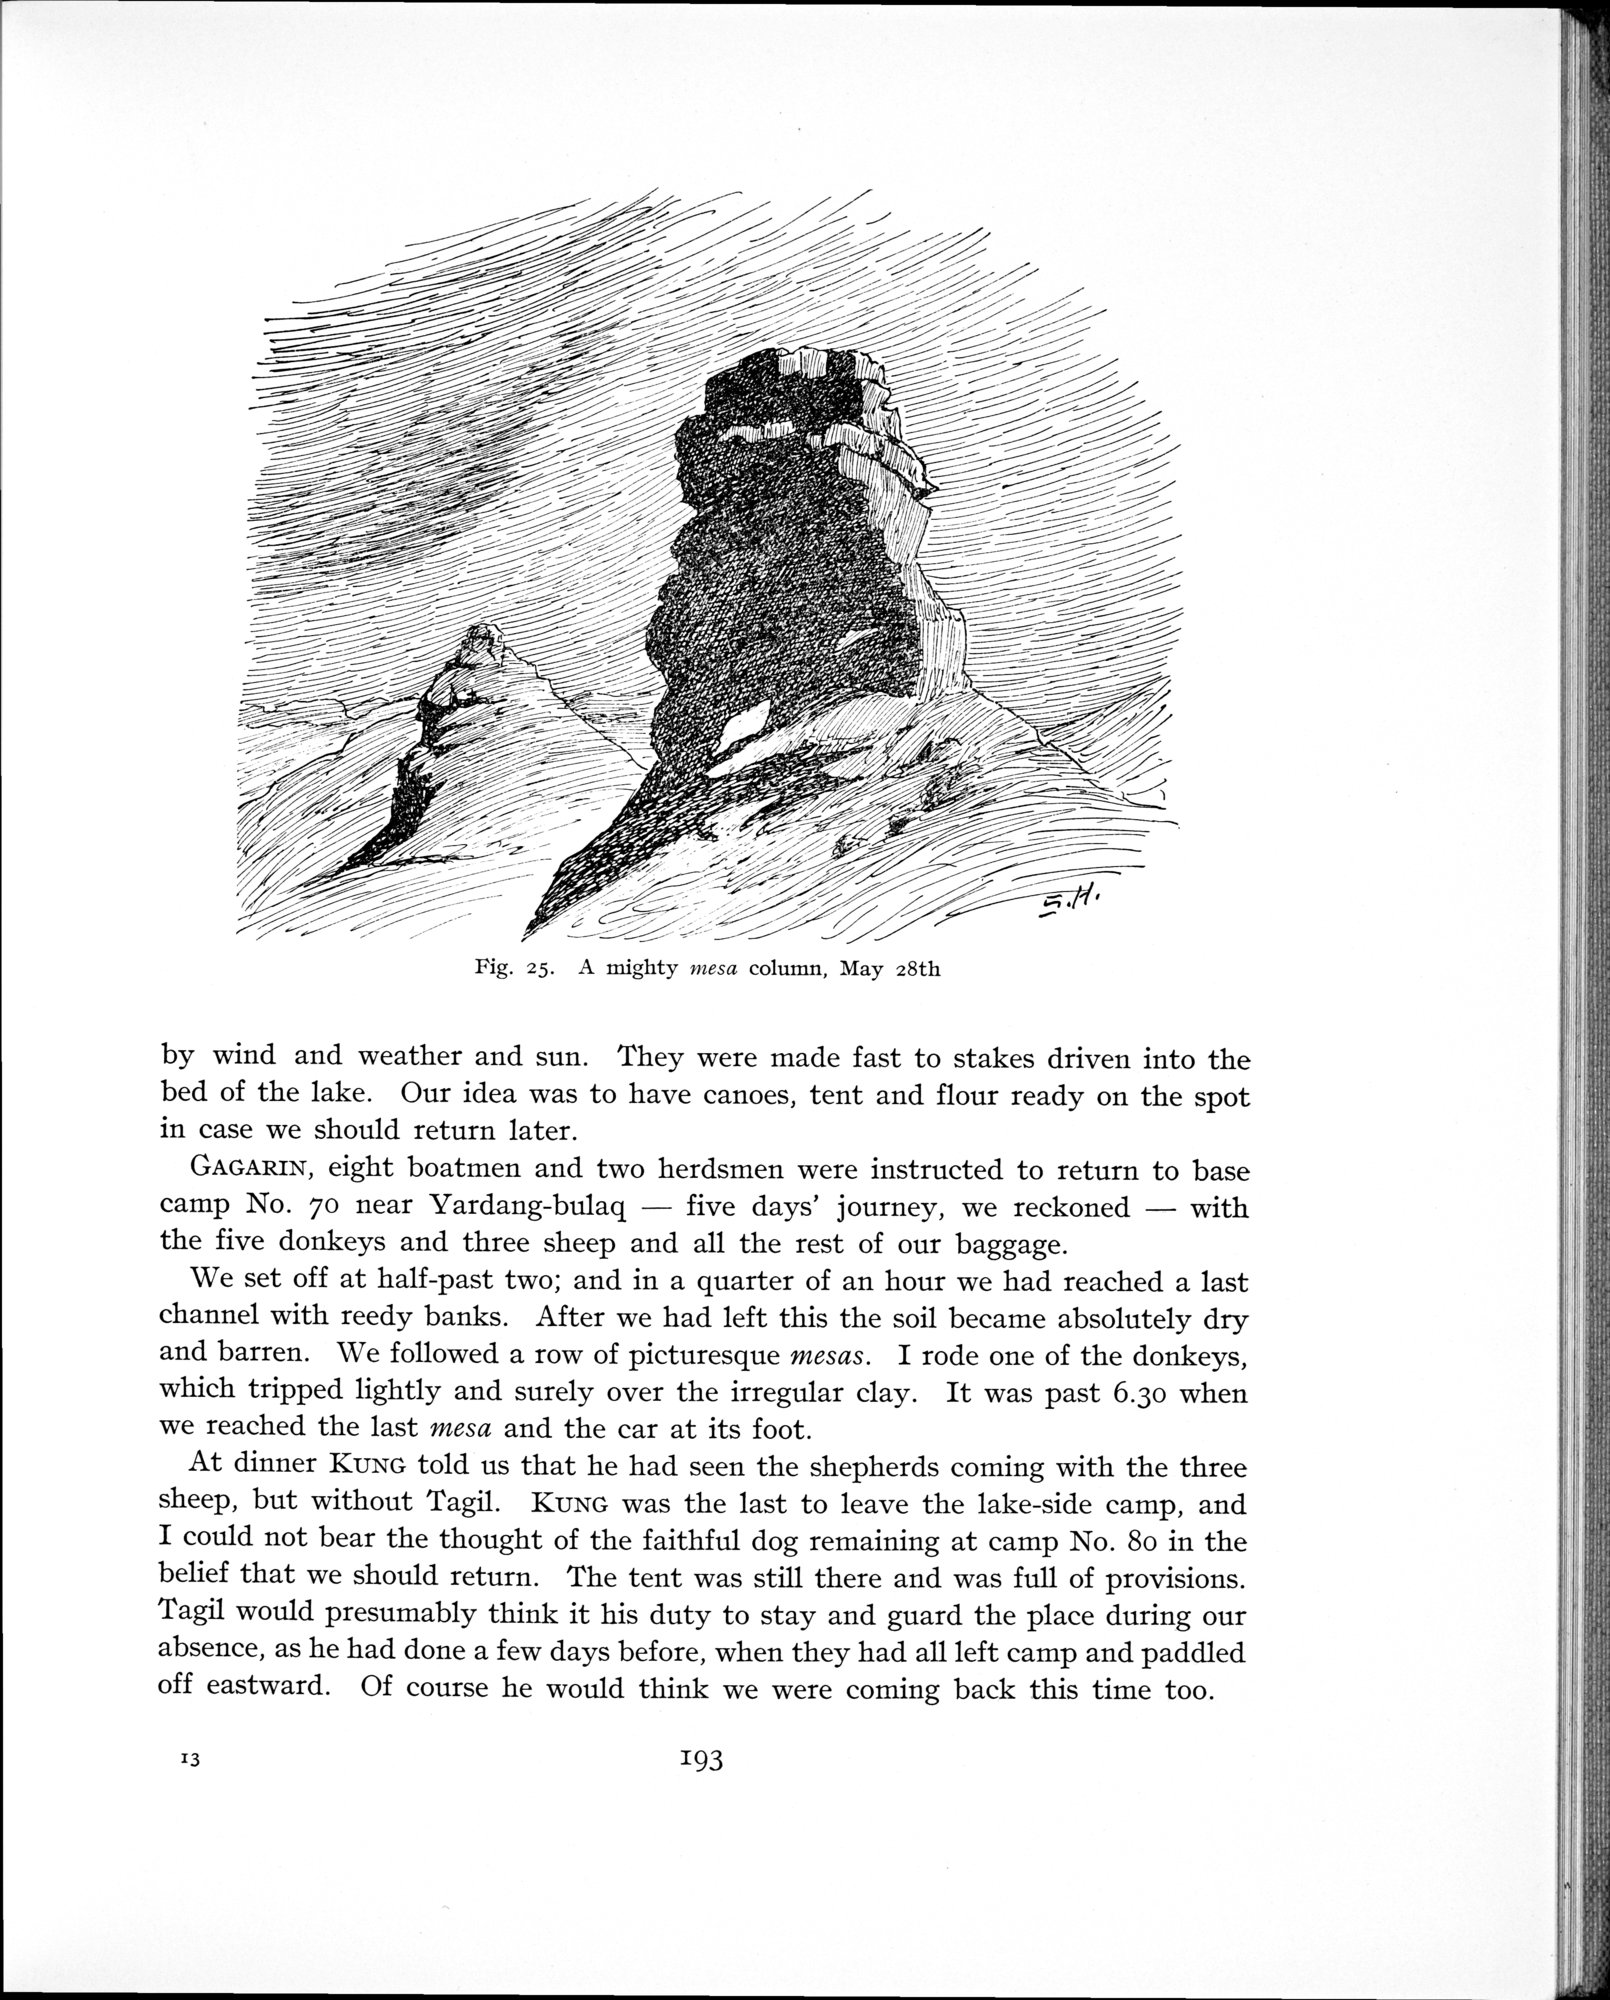 S.H.
Fig. 25. A mighty mesa column, May 28th
by wind and weather and sun. They were made fast to stakes driven into the
bed of the lake. Our idea was to have canoes, tent and flour ready on the spot
in case we should return later.
GAGARIN, eight boatmen and two herdsmen were instructed to return to base
camp No. 70 near Yardang-bulaq — five days' journey, we reckoned — with
the five donkeys and three sheep and all the rest of our baggage.
We set off at half-past two; and in a quarter of an hour we had reached a last
channel with reedy banks. After we had left this the soil became absolutely dry
and barren. We followed a row of picturesque mesas. I rode one of the donkeys,
which tripped lightly and surely over the irregular clay. It was past 6.30 when
we reached the last mesa and the car at its foot.
At dinner KUNG told us that he had seen the shepherds coming with the three
sheep, but without Tagil. KUNG was the last to leave the lake-side camp, and
I could not bear the thought of the faithful dog remaining at camp No. 80 in the
belief that we should return. The tent was still there and was full of provisions.
Tagil would presumably think it his duty to stay and guard the place during our
absence, as he had done a few days before, when they had all left camp and paddled
off eastward. Of course he would think we were coming back this time too.
13
193